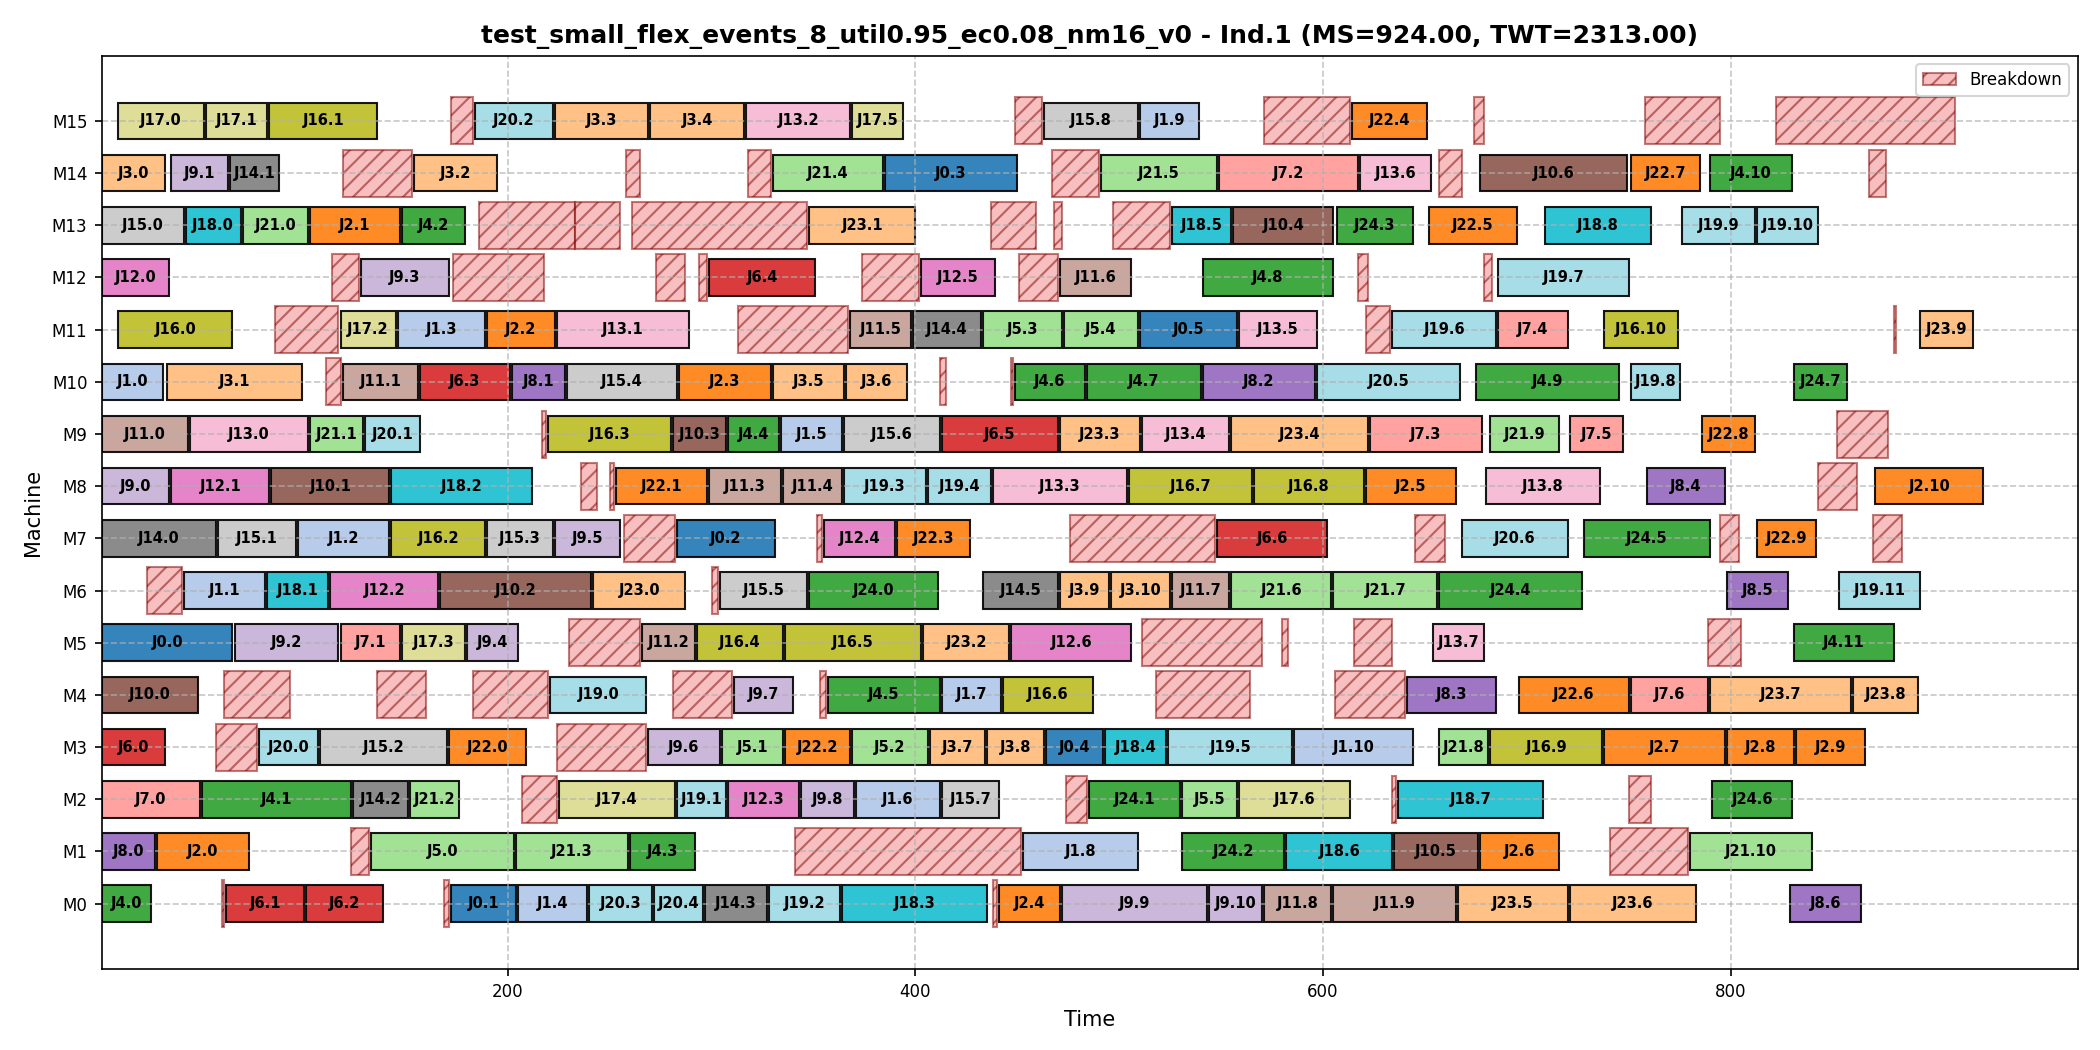 test_small_flex_events_8_util0.95_ec0.08_nm16_v0 - Ind.1 (MS=924.00, TWT=2313.00)
Breakdown
M15 J17.0 J17.1 J16.1 J20.2 J3.3 J3.4 J13.2 J17.5 J15.8 J1.9 J22.4
M14 J3.0 J9.1 J14.1 J3.2 J21.4 J0.3 J21.5 J7.2 J13.6 J10.6 J22.7 J4.10
M13 J15.0 J18.0 J21.0 J2.1 J4.2 J23.1 J18.5 J10.4 J24.3 J22.5 J18.8 J19.9 J19.10
M12 J12.0 J9.3 J6.4 J12.5 J11.6 J4.8 J19.7
M11 J16.0 J17.2 J1.3 J2.2 J13.1 J11.5 J14.4 J5.3 J5.4 J0.5 J13.5 J19.6 J7.4 J16.10 J23.9
M10 J1.0 J3.1 J11.1 J6.3 J8.1 J15.4 J2.3 J3.5 J3.6 J4.6 J4.7 J8.2 J20.5 J4.9 J19.8 J24.7
M9 J11.0 J13.0 J21.1 J20.1 J16.3 J10.3 J4.4 J1.5 J15.6 J6.5 J23.3 J13.4 J23.4 J7.3 J21.9 J7.5 J22.8
M8 J9.0 J12.1 J10.1 J18.2 J22.1 J11.3 J11.4 J19.3 J19.4 J13.3 J16.7 J16.8 J2.5 J13.8 J8.4 J2.10
M7 J14.0 J15.1 J1.2 J16.2 J15.3 J9.5 J0.2 J12.4 J22.3 J6.6 J20.6 J24.5 J22.9
M6 J1.1 J18.1 J12.2 J10.2 J23.0 J15.5 J24.0 J14.5 J3.9 J3.10 J11.7 J21.6 J21.7 J24.4 J8.5 J19.11
M5 J0.0 J9.2 J7.1 J17.3 J9.4 J11.2 J16.4 J16.5 J23.2 J12.6 J13.7 J4.11
M4 J10.0 J19.0 J9.7 J4.5 J1.7 J16.6 J8.3 J22.6 J7.6 J23.7 J23.8
M3 J6.0 J20.0 J15.2 J22.0 J9.6 J5.1 J22.2 J5.2 J3.7 J3.8 J0.4 J18.4 J19.5 J1.10 J21.8 J16.9 J2.7 J2.8 J2.9
M2 J7.0 J4.1 J14.2 J21.2 J17.4 J19.1 J12.3 J9.8 J1.6 J15.7 J24.1 J5.5 J17.6 J18.7 J24.6
M1 J8.0 J2.0 J5.0 J21.3 J4.3 J1.8 J24.2 J18.6 J10.5 J2.6 J21.10
M0 J4.0 J6.1 J6.2 J0.1 J1.4 J20.3 J20.4 J14.3 J19.2 J18.3 J2.4 J9.9 J9.10 J11.8 J11.9 J23.5 J23.6 J8.6
Machine
200 400 600 800
Time